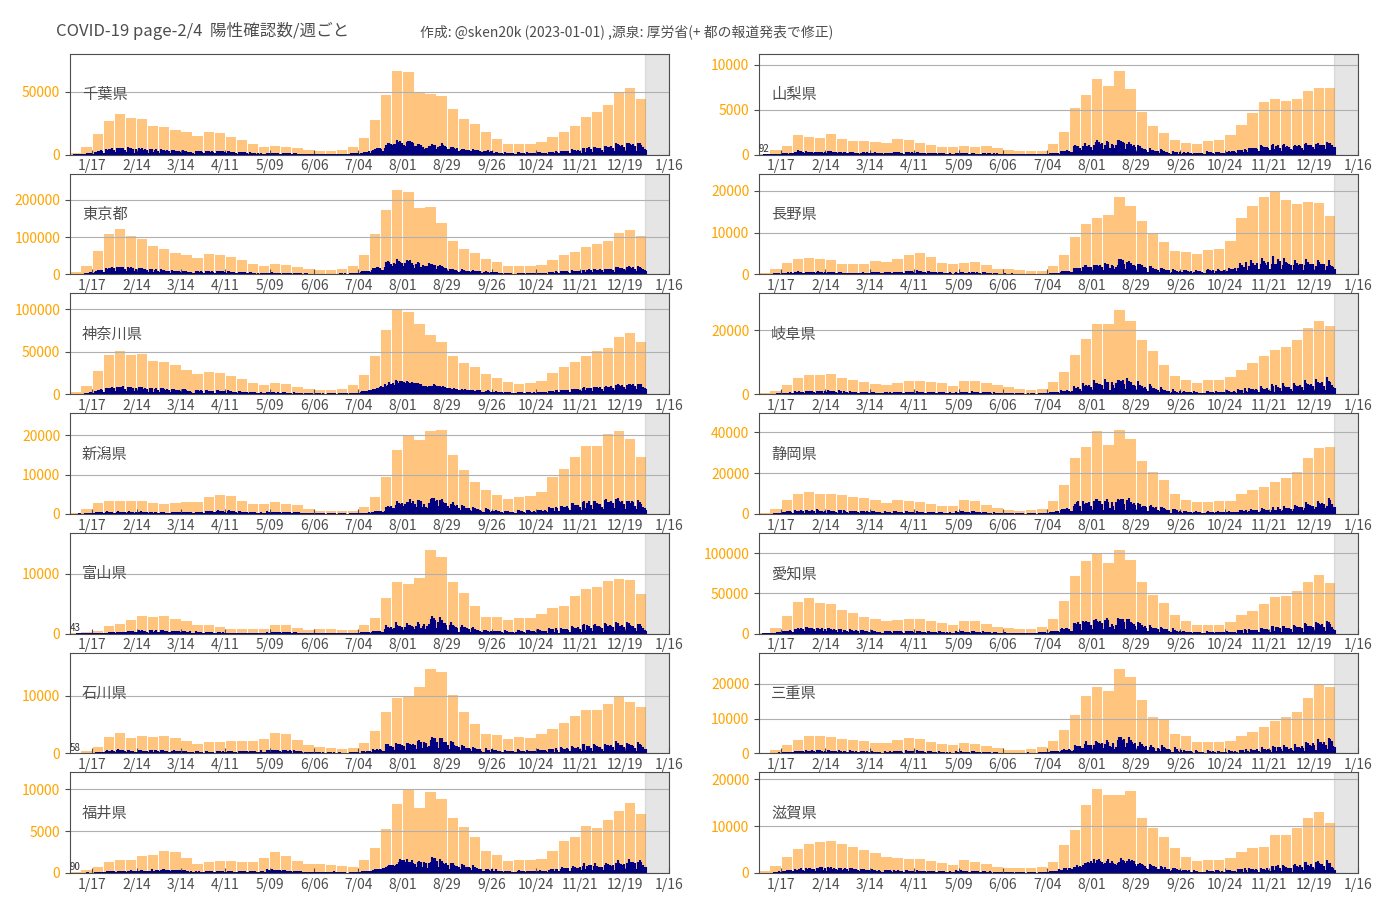 COVID-19 page-2/4 陽性確認数/週ごと
作成: @sken20k (2023-01-01) ,源泉: 厚労省(+ 都の報道発表で修正)
千葉県
50000
0
1/17 2/14 3/14 4/11 5/09 6/06 7/04 8/01 8/29 9/26 10/24 11/21 12/19 1/16
山梨県
10000
5000
0
92
1/17 2/14 3/14 4/11 5/09 6/06 7/04 8/01 8/29 9/26 10/24 11/21 12/19 1/16
東京都
200000
100000
0
1/17 2/14 3/14 4/11 5/09 6/06 7/04 8/01 8/29 9/26 10/24 11/21 12/19 1/16
長野県
20000
10000
0
1/17 2/14 3/14 4/11 5/09 6/06 7/04 8/01 8/29 9/26 10/24 11/21 12/19 1/16
神奈川県
100000
50000
0
1/17 2/14 3/14 4/11 5/09 6/06 7/04 8/01 8/29 9/26 10/24 11/21 12/19 1/16
岐阜県
20000
0
1/17 2/14 3/14 4/11 5/09 6/06 7/04 8/01 8/29 9/26 10/24 11/21 12/19 1/16
新潟県
20000
10000
0
1/17 2/14 3/14 4/11 5/09 6/06 7/04 8/01 8/29 9/26 10/24 11/21 12/19 1/16
静岡県
40000
20000
0
1/17 2/14 3/14 4/11 5/09 6/06 7/04 8/01 8/29 9/26 10/24 11/21 12/19 1/16
富山県
10000
0
43
1/17 2/14 3/14 4/11 5/09 6/06 7/04 8/01 8/29 9/26 10/24 11/21 12/19 1/16
愛知県
100000
50000
0
1/17 2/14 3/14 4/11 5/09 6/06 7/04 8/01 8/29 9/26 10/24 11/21 12/19 1/16
石川県
10000
0
58
1/17 2/14 3/14 4/11 5/09 6/06 7/04 8/01 8/29 9/26 10/24 11/21 12/19 1/16
三重県
20000
10000
0
1/17 2/14 3/14 4/11 5/09 6/06 7/04 8/01 8/29 9/26 10/24 11/21 12/19 1/16
福井県
10000
5000
0
90
1/17 2/14 3/14 4/11 5/09 6/06 7/04 8/01 8/29 9/26 10/24 11/21 12/19 1/16
滋賀県
20000
10000
0
1/17 2/14 3/14 4/11 5/09 6/06 7/04 8/01 8/29 9/26 10/24 11/21 12/19 1/16